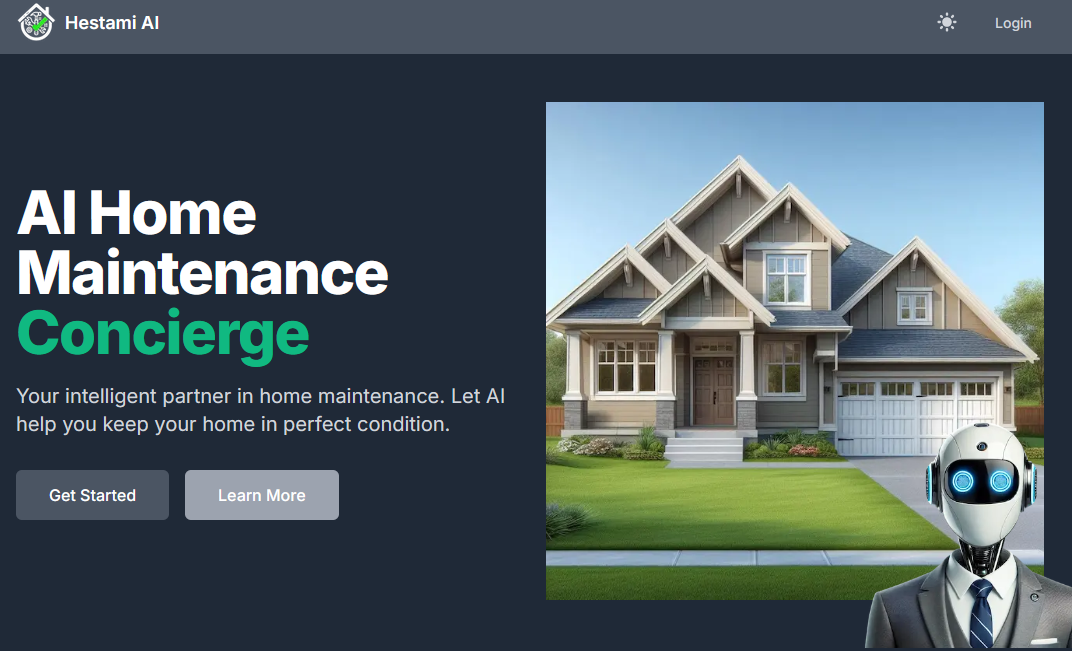 Hestami AI
Login
AI Home
Maintenance
Concierge
Your intelligent partner in home maintenance. Let AI
help you keep your home in perfect condition.
Get Started
Learn More